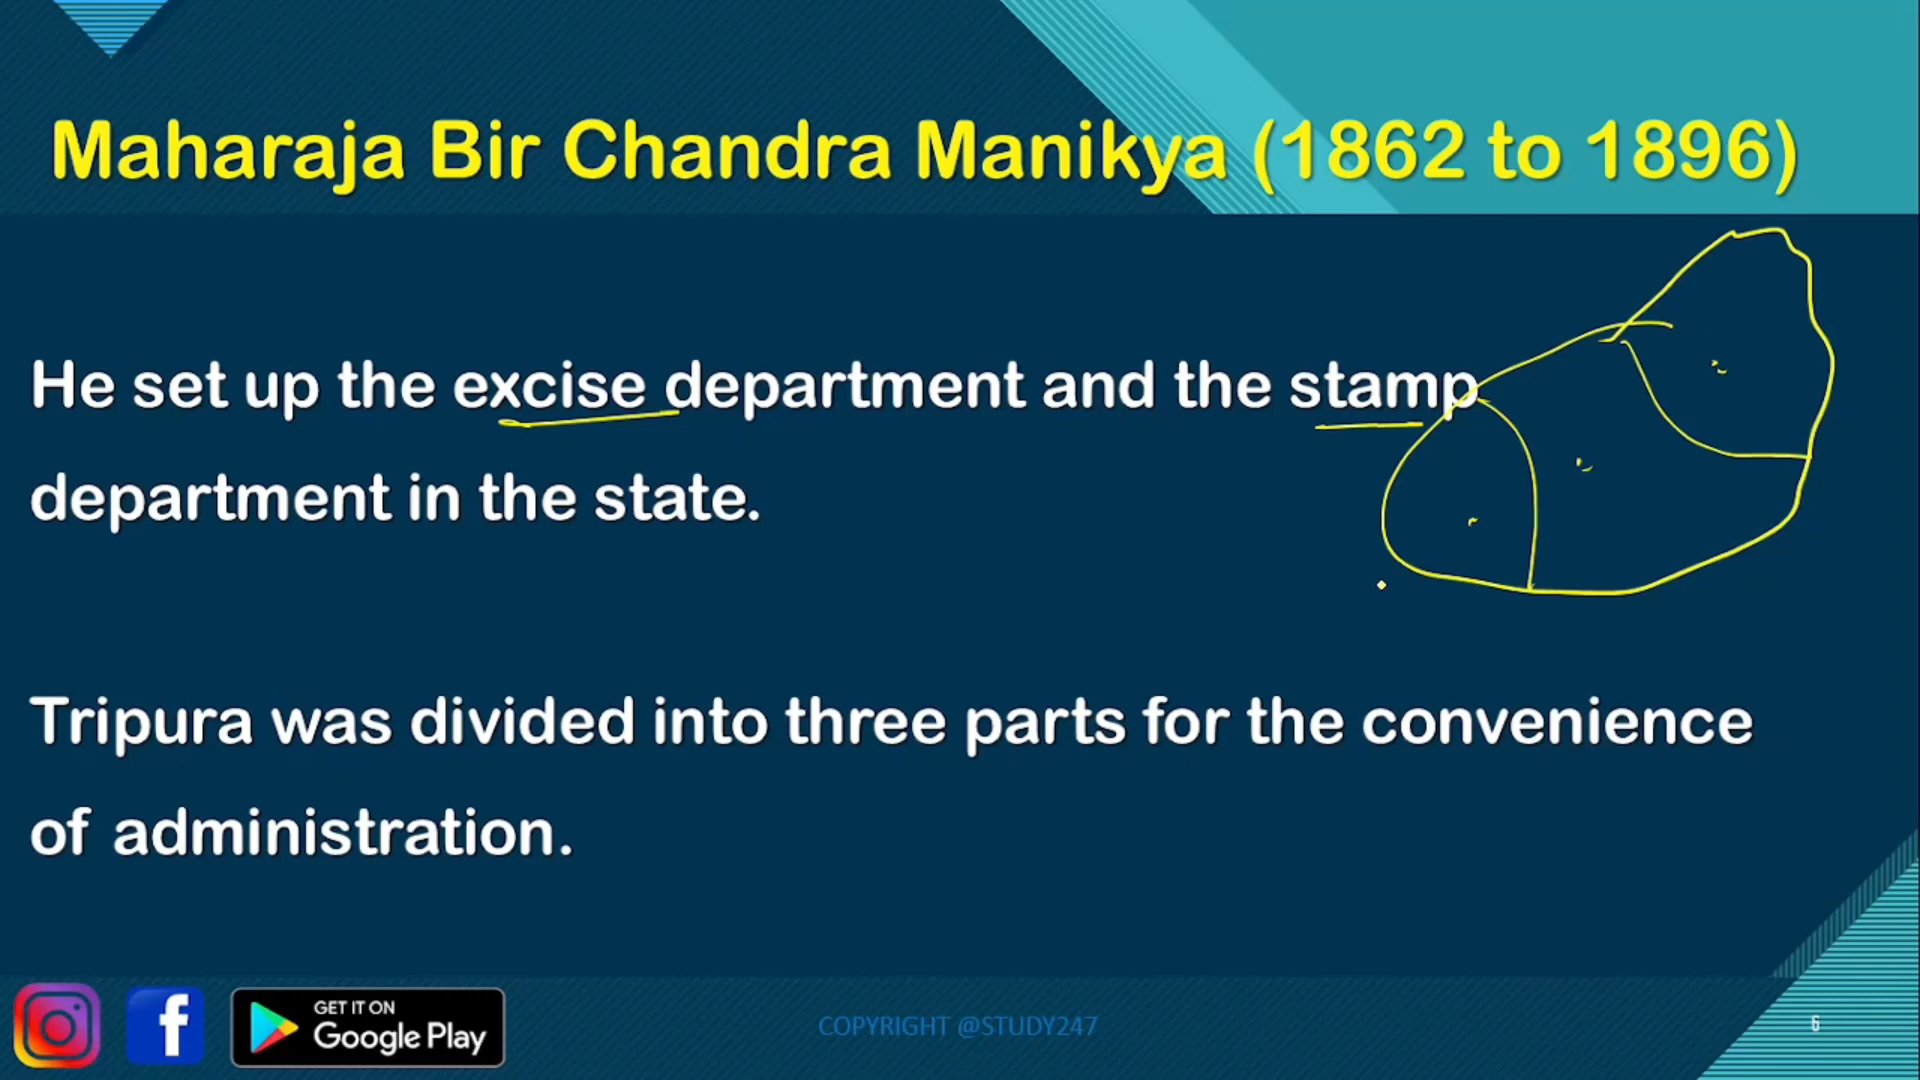 Maharaja Bir Chandra Manikya (1862 to 1896)
He set up the excise department and the stamp
department in the state.
Tripura was divided into three parts for the convenience
of administration.
f
GET IT ON
Google Play
COPYRIGHT @STUDY247
6